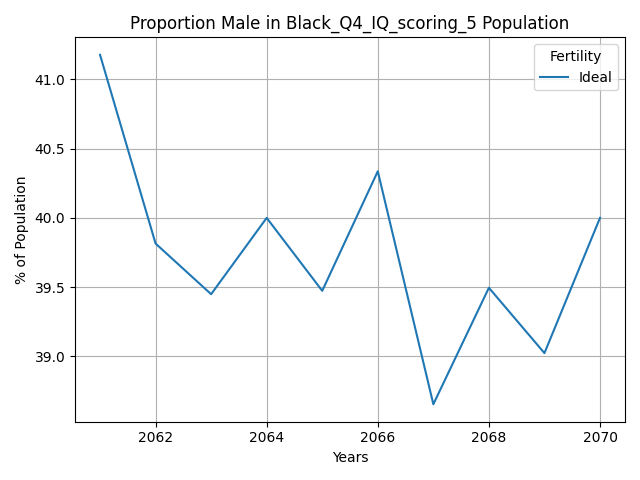 Proportion Male in Black_Q4_IQ_scoring_5 Population
Fertility
Ideal
% of Population
41.0
40.5
40.0
39.5
39.0
2062 2064 2066 2068 2070
Years